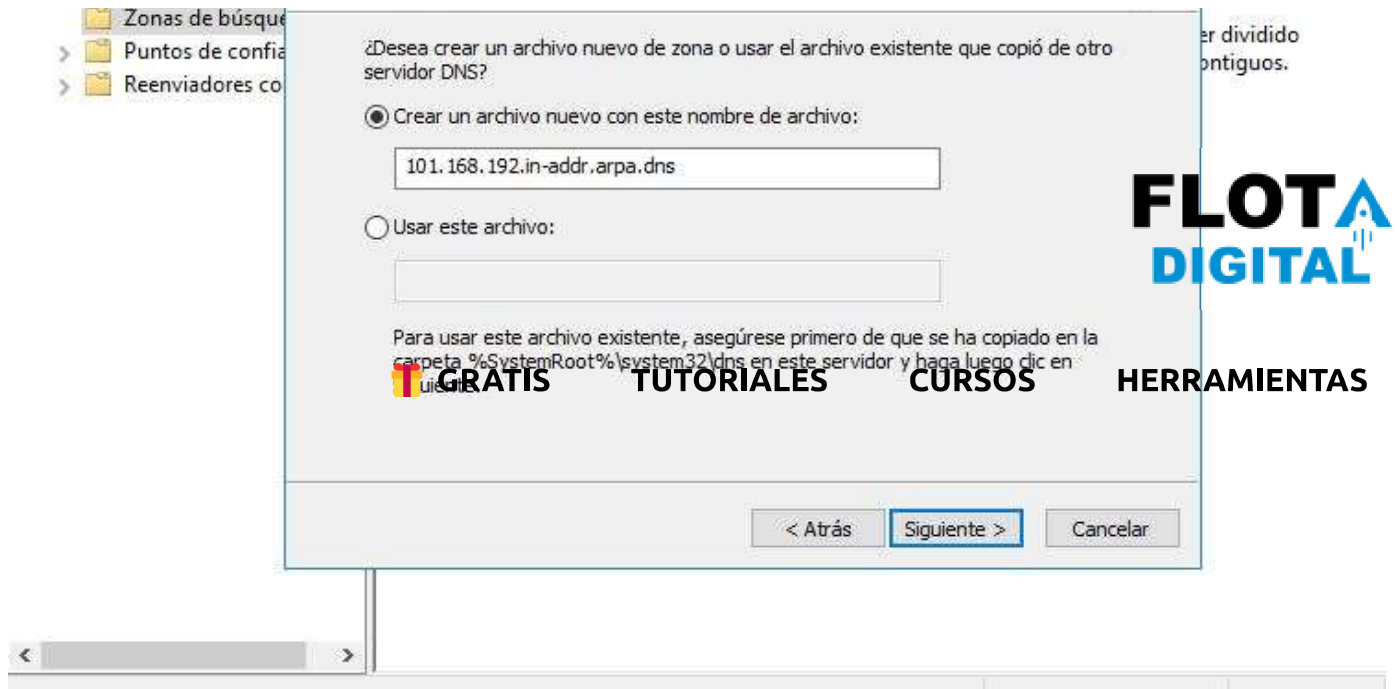 Zonas de búsque
Puntos de confia
Reenviadores co
er dividido
ontiguos.
¿Desea crear un archivo nuevo de zona o usar el archivo existente que copió de otro
servidor DNS?
Crear un archivo nuevo con este nombre de archivo:
101.168.192.in-addr.arpa.dns
Usar este archivo:
FLOTA
DIGITAL
Para usar este archivo existente, asegúrese primero de que se ha copiado en la
carpeta %SystemRoot%\system32\dns en este servidor y haga luego clic en
GRATIS TUTORIALES CURSOS HERRAMIENTAS
< Atrás Siguiente > Cancelar